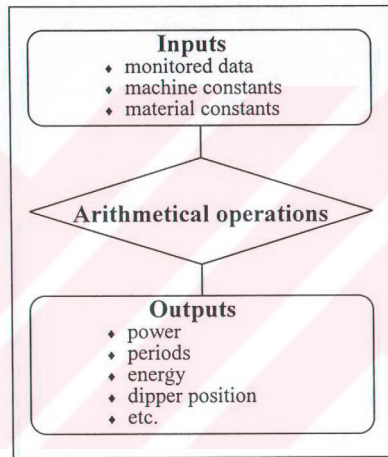 Inputs
♦ monitored data
♦ machine constants
♦ material constants
Arithmetical operations
Outputs
♦ power
♦ periods
♦ energy
♦ dipper position
♦ etc.